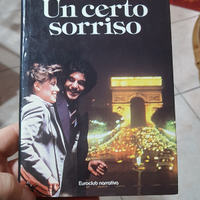 Un certo
sorriso
Euroclub narrativa